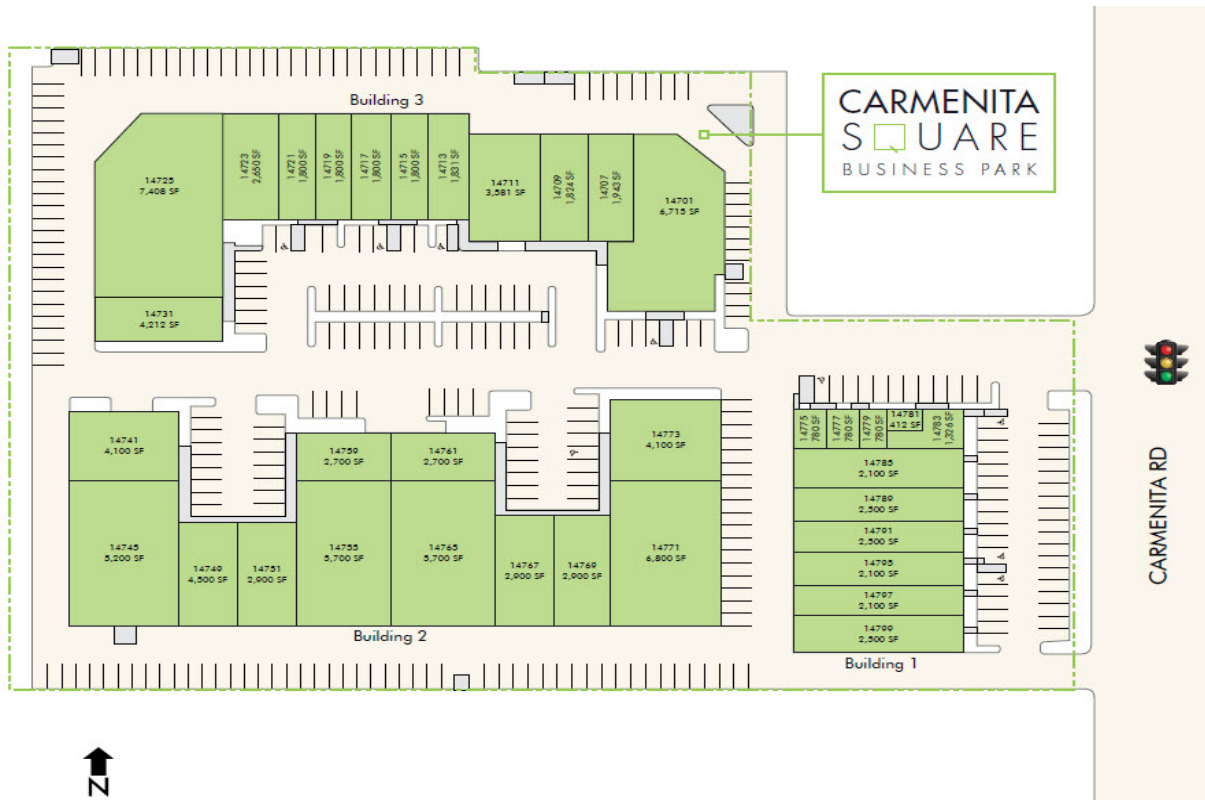 Building 3
CARMENITA
SQUARE
BUSINESS PARK
14725
7,408 SF
14723
2,650 SF
14721
1,800 SF
14719
1,800 SF
14717
1,800 SF
14715
1,800 SF
14713
1,831 SF
14711
3,581 SF
14709
1,824 SF
14707
1,943 SF
14701
6,715 SF
14731
4,212 SF
14741
4,100 SF
14759
2,700 SF
14761
2,700 SF
14773
4,100 SF
14745
5,200 SF
14749
4,500 SF
14751
2,900 SF
14755
5,700 SF
14765
5,700 SF
14767
2,900 SF
14769
2,900 SF
14771
6,800 SF
Building 2
14775
780 SF
14777
780 SF
14779
780 SF
14781
412 SF
14783
1,326 SF
14785
2,100 SF
14789
2,500 SF
14791
2,500 SF
14795
2,100 SF
14797
2,100 SF
14799
2,500 SF
Building 1
CARMENITA RD
N